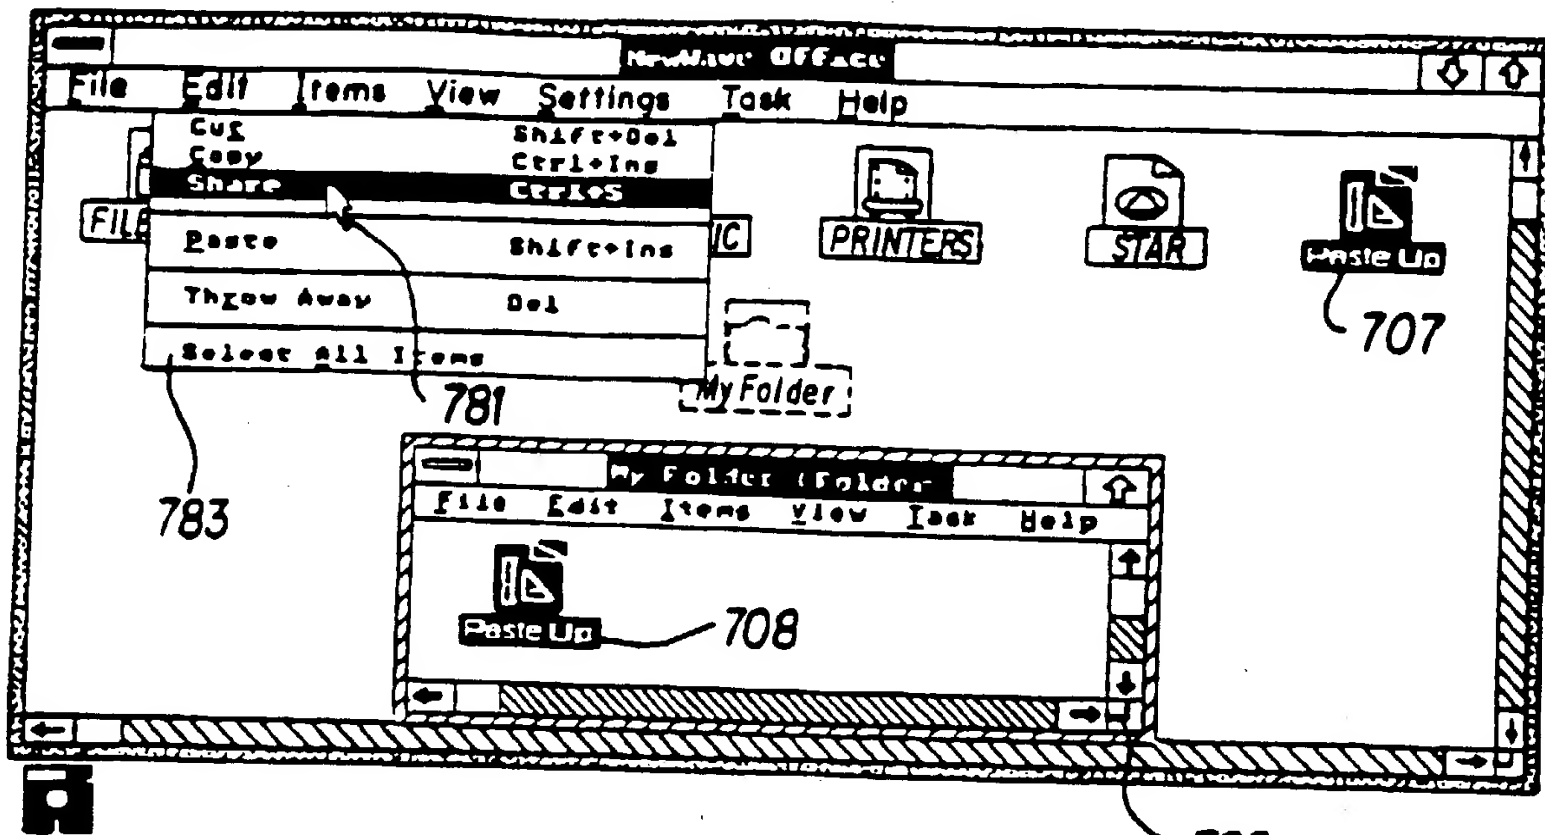 NewWave Office
File Edit Items View Settings Task Help
Cut Shift+Del
Copy Ctrl+Ins
Share Ctrl+S
Paste Shift+Ins
Throw Away Del
Select All Items
FILE
IC
PRINTERS
STAR
Paste Up
707
My Folder
781
783
My Folder (Folder
File Edit Items View Task Help
Paste Up
708